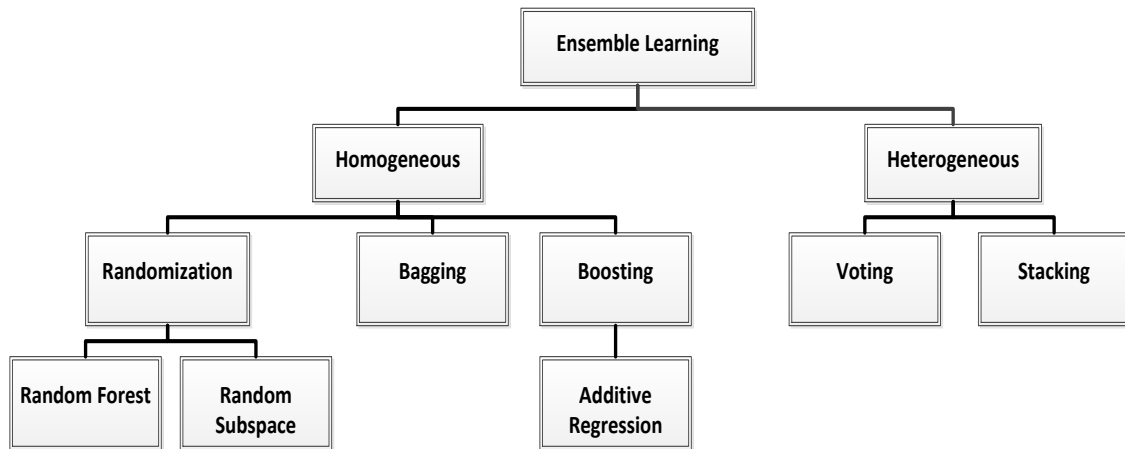 Ensemble Learning
Homogeneous
Heterogeneous
Randomization
Bagging
Boosting
Voting
Stacking
Random Forest
Random
Subspace
Additive
Regression